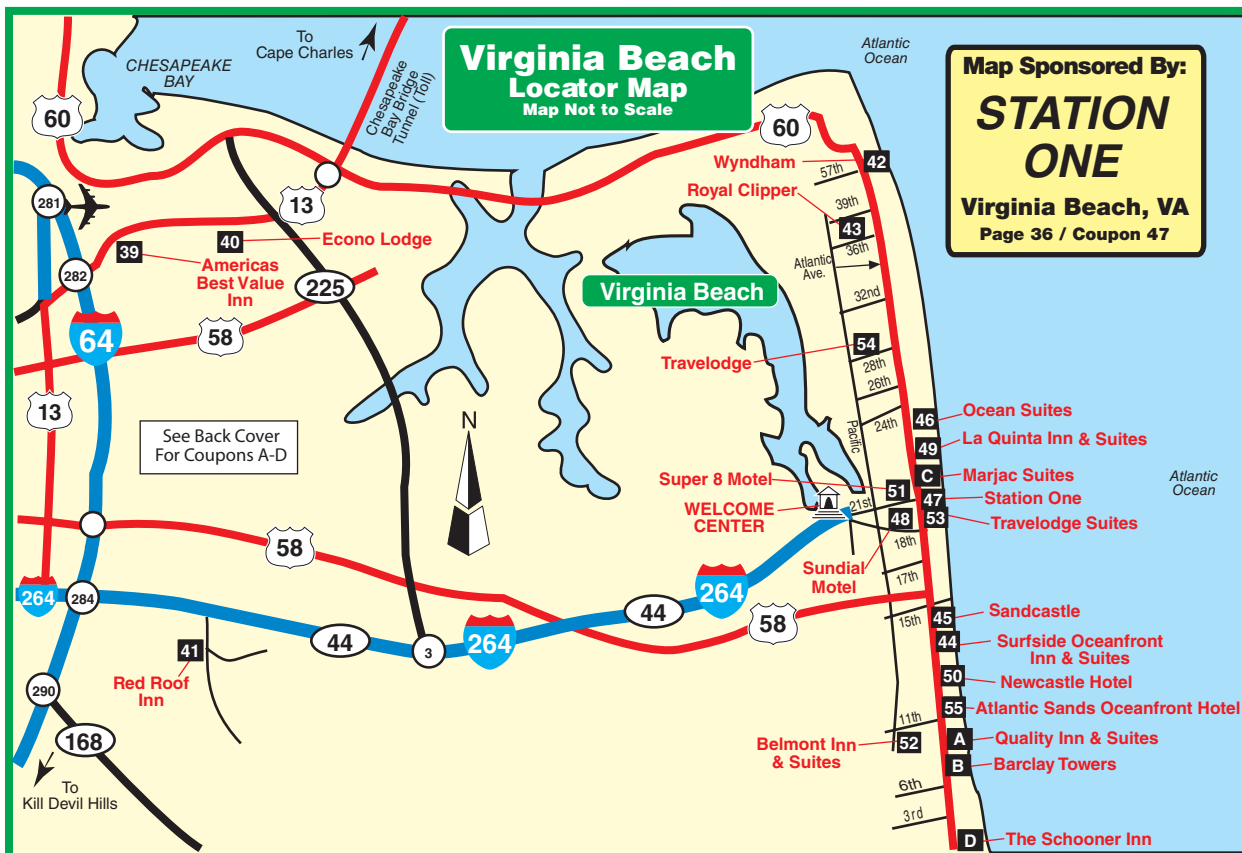 To
Cape Charles
CHESAPEAKE
BAY
Chesapeake
Bay Bridge
Tunnel (Toll)
Virginia Beach
Locator Map
Map Not to Scale
Atlantic
Ocean
Map Sponsored By:
STATION
ONE
Virginia Beach, VA
Page 36 / Coupon 47
60
60
Wyndham
42
57th
Royal Clipper
39th
43
36th
Atlantic
Ave.
32nd
281
13
39
40
Econo Lodge
Americas
Best Value
Inn
282
225
64
58
Virginia Beach
54
Travelodge
28th
26th
24th
Pacific
13
See Back Cover
For Coupons A-D
N
46
Ocean Suites
49
La Quinta Inn & Suites
C
Marjac Suites
Atlantic
Ocean
Super 8 Motel
51
47
Station One
WELCOME
CENTER
21st
48
53
Travelodge Suites
18th
Sundial
Motel
17th
58
264
284
44
264
3
44
264
58
15th
45
Sandcastle
44
Surfside Oceanfront
Inn & Suites
41
Red Roof
Inn
50
Newcastle Hotel
290
55
Atlantic Sands Oceanfront Hotel
11th
168
Belmont Inn
& Suites
52
A
Quality Inn & Suites
B
Barclay Towers
To
Kill Devil Hills
6th
3rd
D
The Schooner Inn